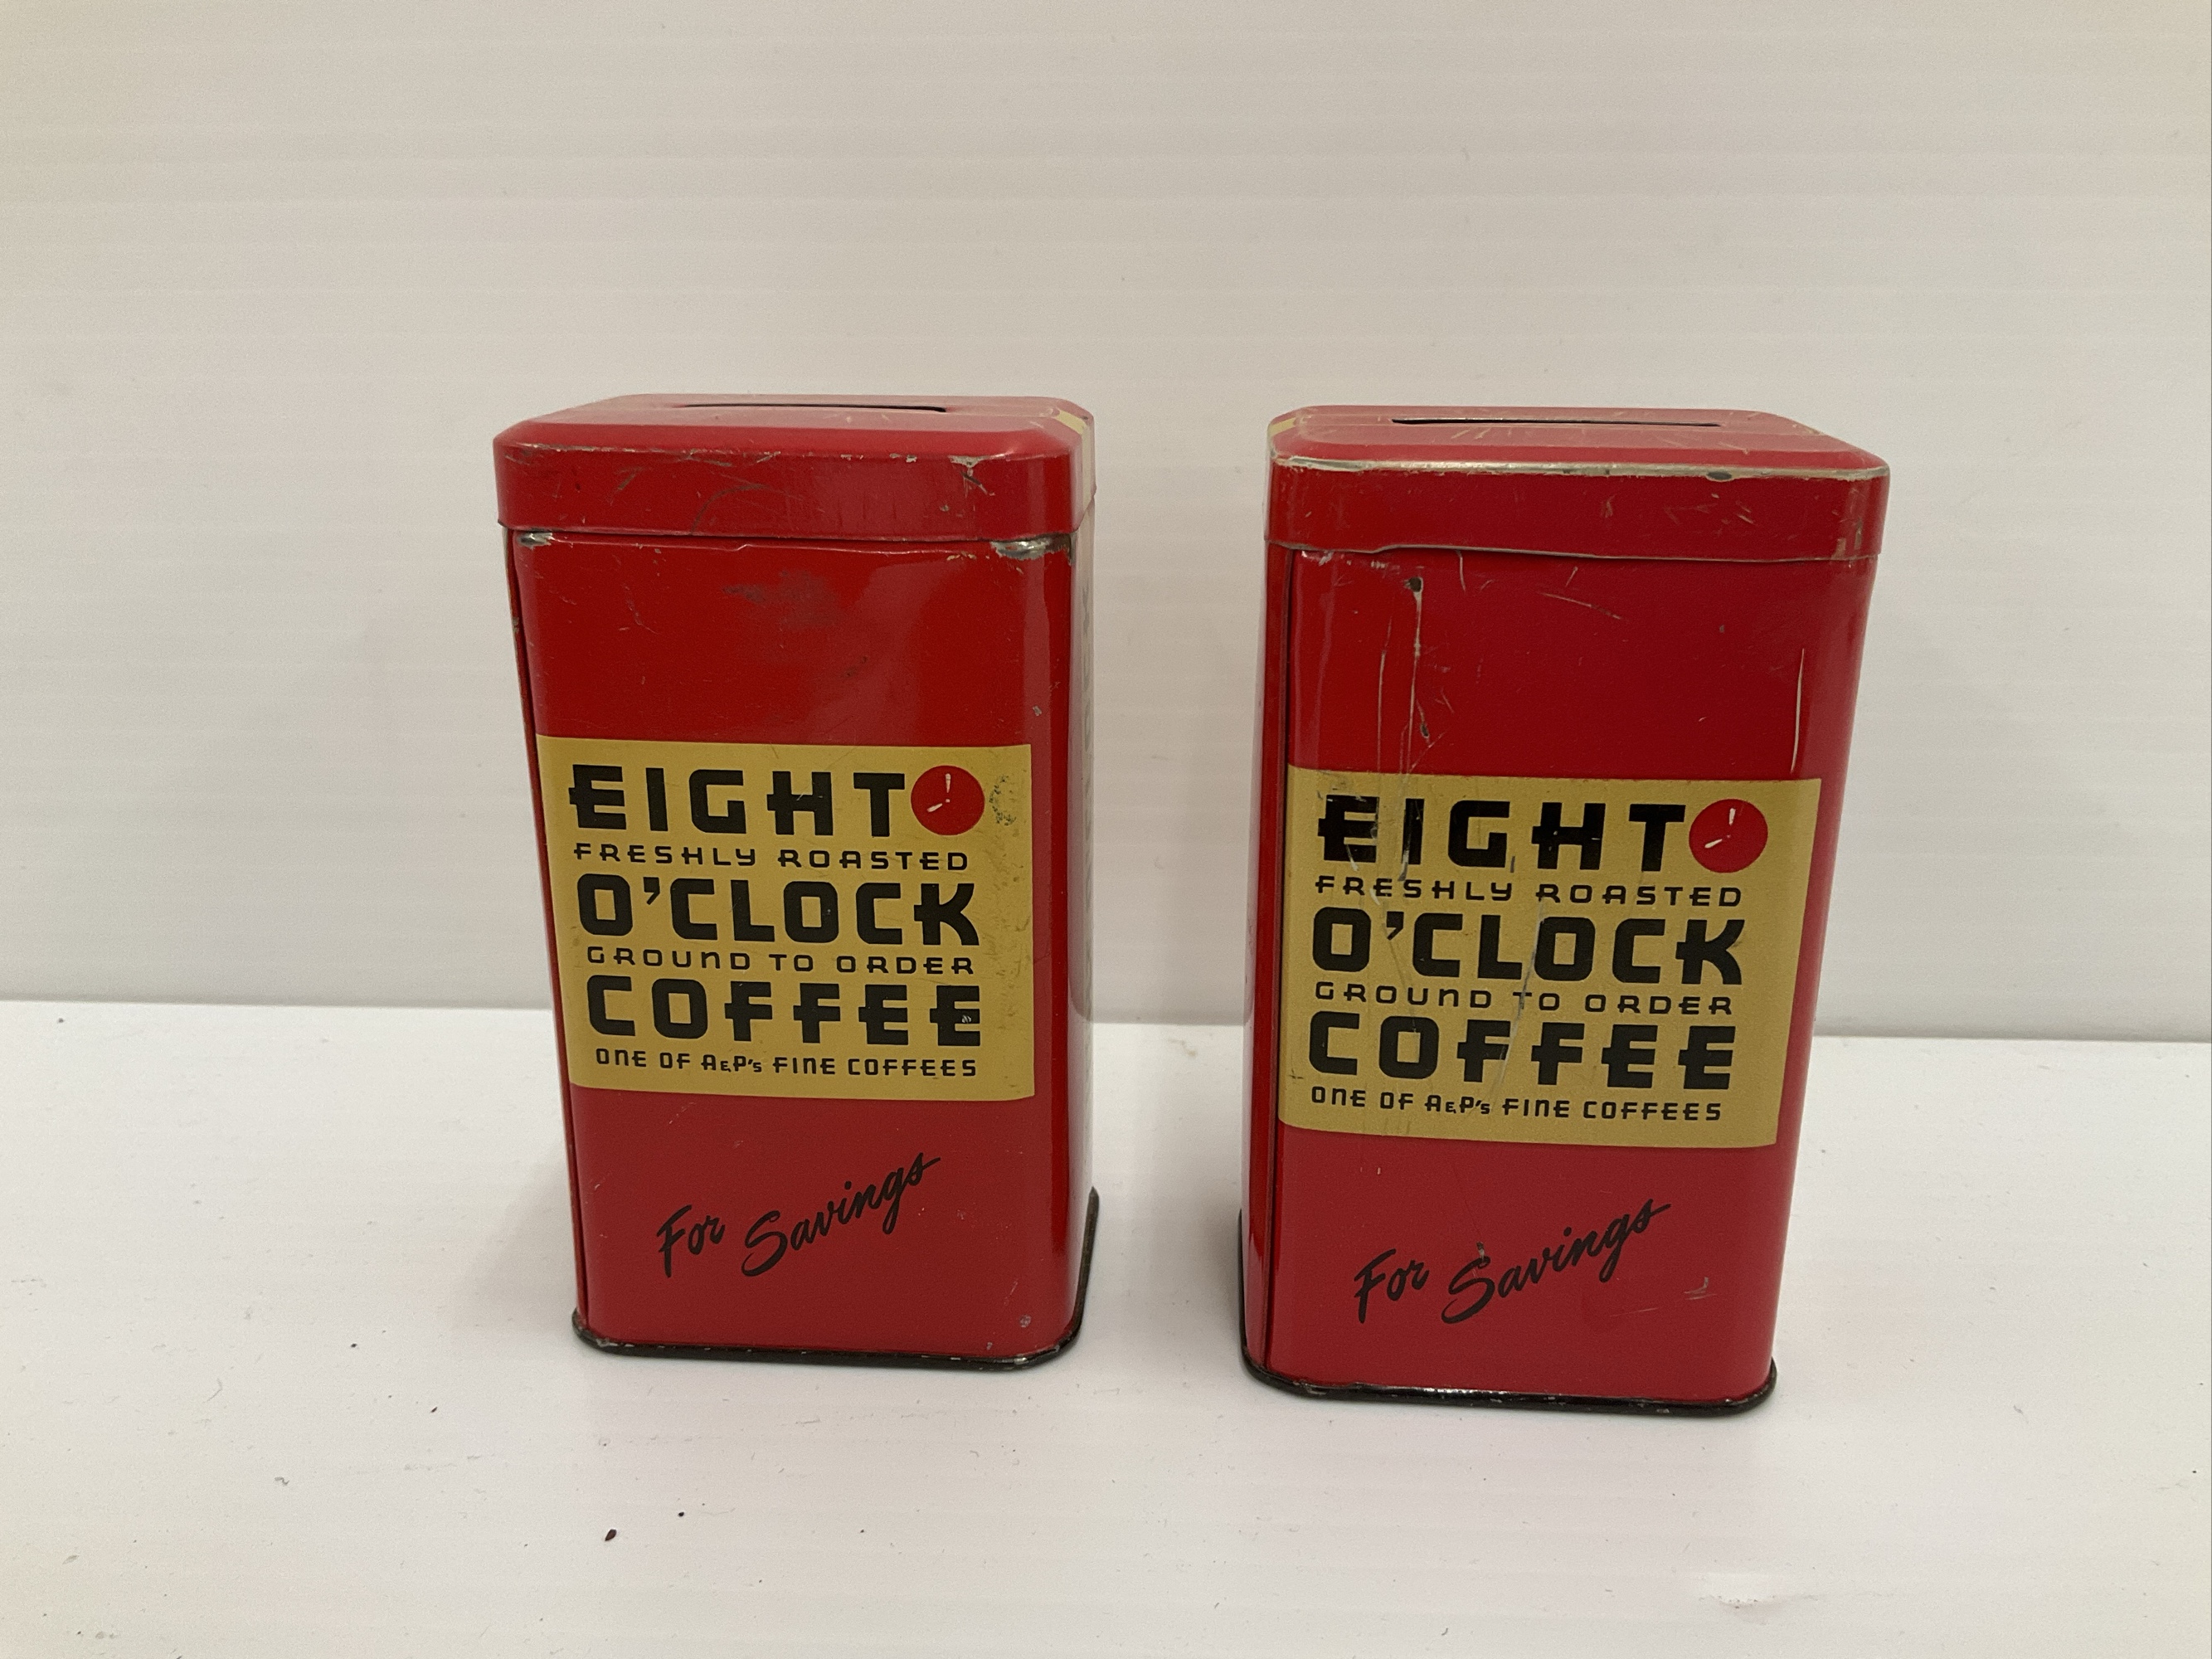 EIGHT
FRESHLY ROASTED
O'CLOCK
GROUND TO ORDER
COFFEE
ONE OF A&P's FINE COFFEES
For Savings
EIGHT
FRESHLY ROASTED
O'CLOCK
GROUND TO ORDER
COFFEE
ONE OF A&P's FINE COFFEES
For Savings